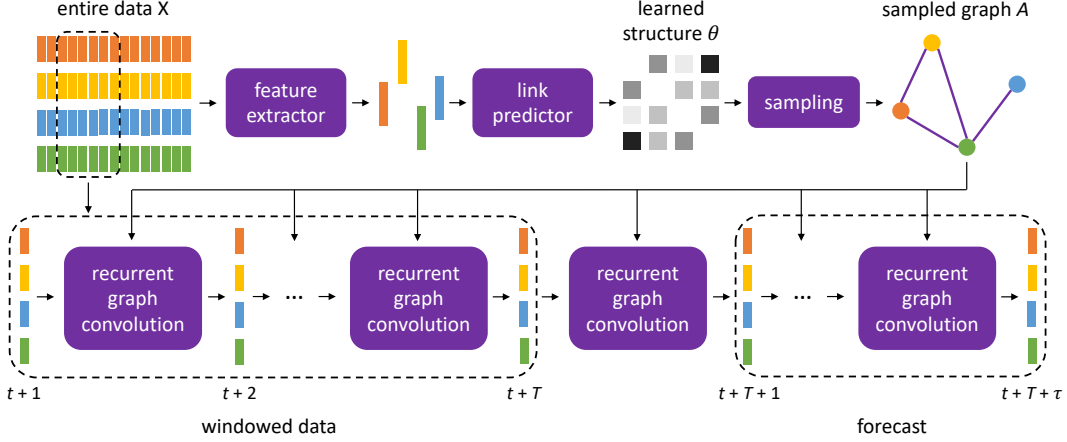 entire data X
learned
structure θ
sampled graph A
feature
extractor
link
predictor
sampling
recurrent
graph
convolution
...
recurrent
graph
convolution
recurrent
graph
convolution
...
recurrent
graph
convolution
...
...
t + 1
t + 2
t + T
t + T + 1
t + T + τ
windowed data
forecast